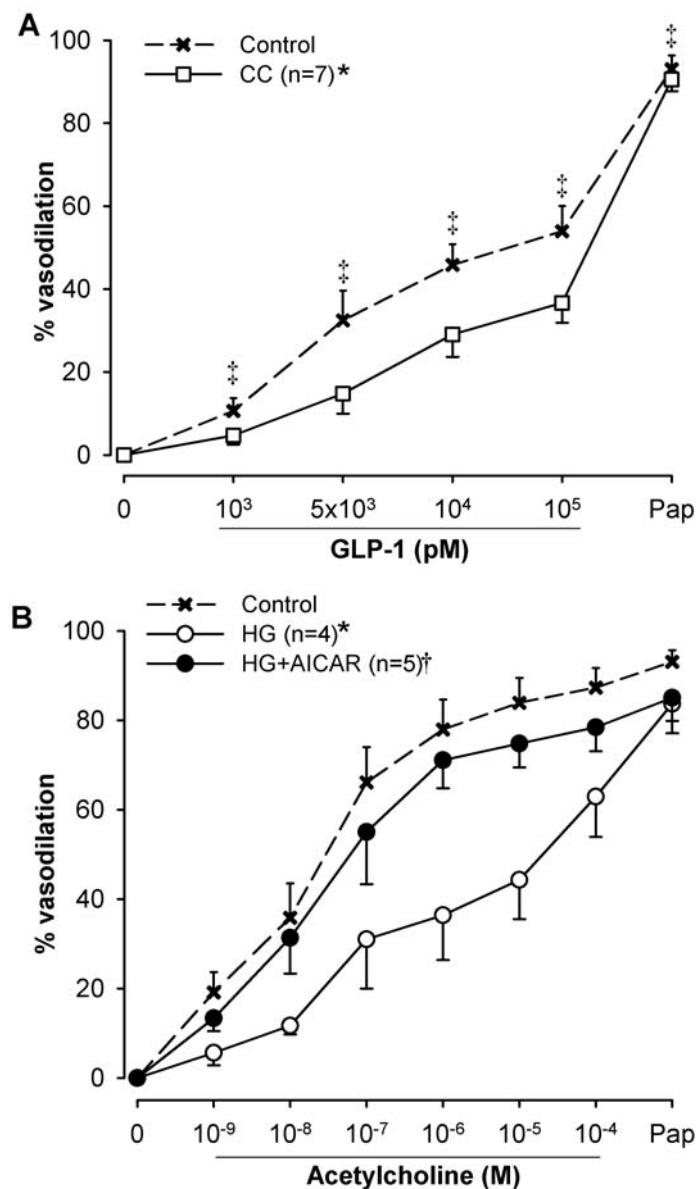 A
Control
CC (n=7)*
100
80
60
40
20
0
% vasodilation
‡
‡
‡
‡
‡
0 10³ 5x10³ 10⁴ 10⁵ Pap
GLP-1 (pM)
B
Control
HG (n=4)*
HG+AICAR (n=5)†
100
80
60
40
20
0
% vasodilation
0 10⁻⁹ 10⁻⁸ 10⁻⁷ 10⁻⁶ 10⁻⁵ 10⁻⁴ Pap
Acetylcholine (M)